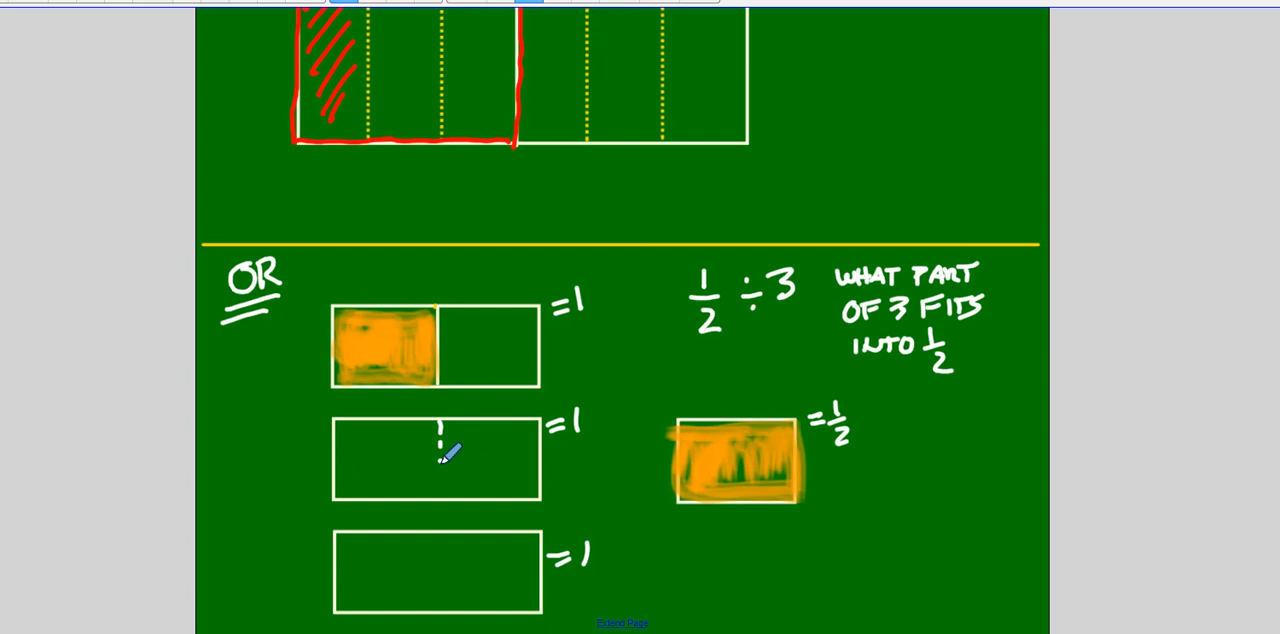 OR
=1
1
2
÷3
WHAT PART
OF 3 FITS
INTO 1/2
=1
=1/2
=1
Extend Page